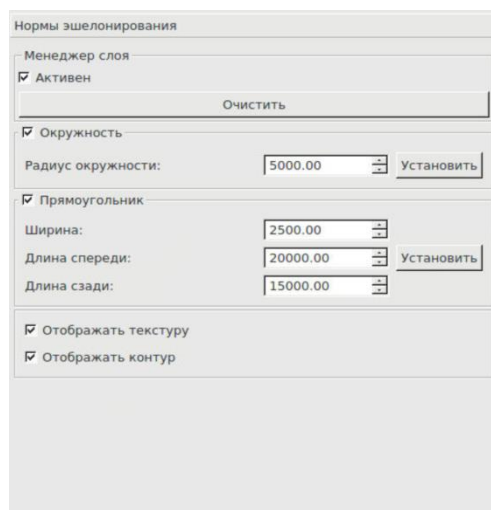 Нормы эшелонирования
Менеджер слоя
Активен
Очистить
Окружность
Радиус окружности: 5000.00 Установить
Прямоугольник
Ширина: 2500.00
Длина спереди: 20000.00 Установить
Длина сзади: 15000.00
Отображать текстуру
Отображать контур